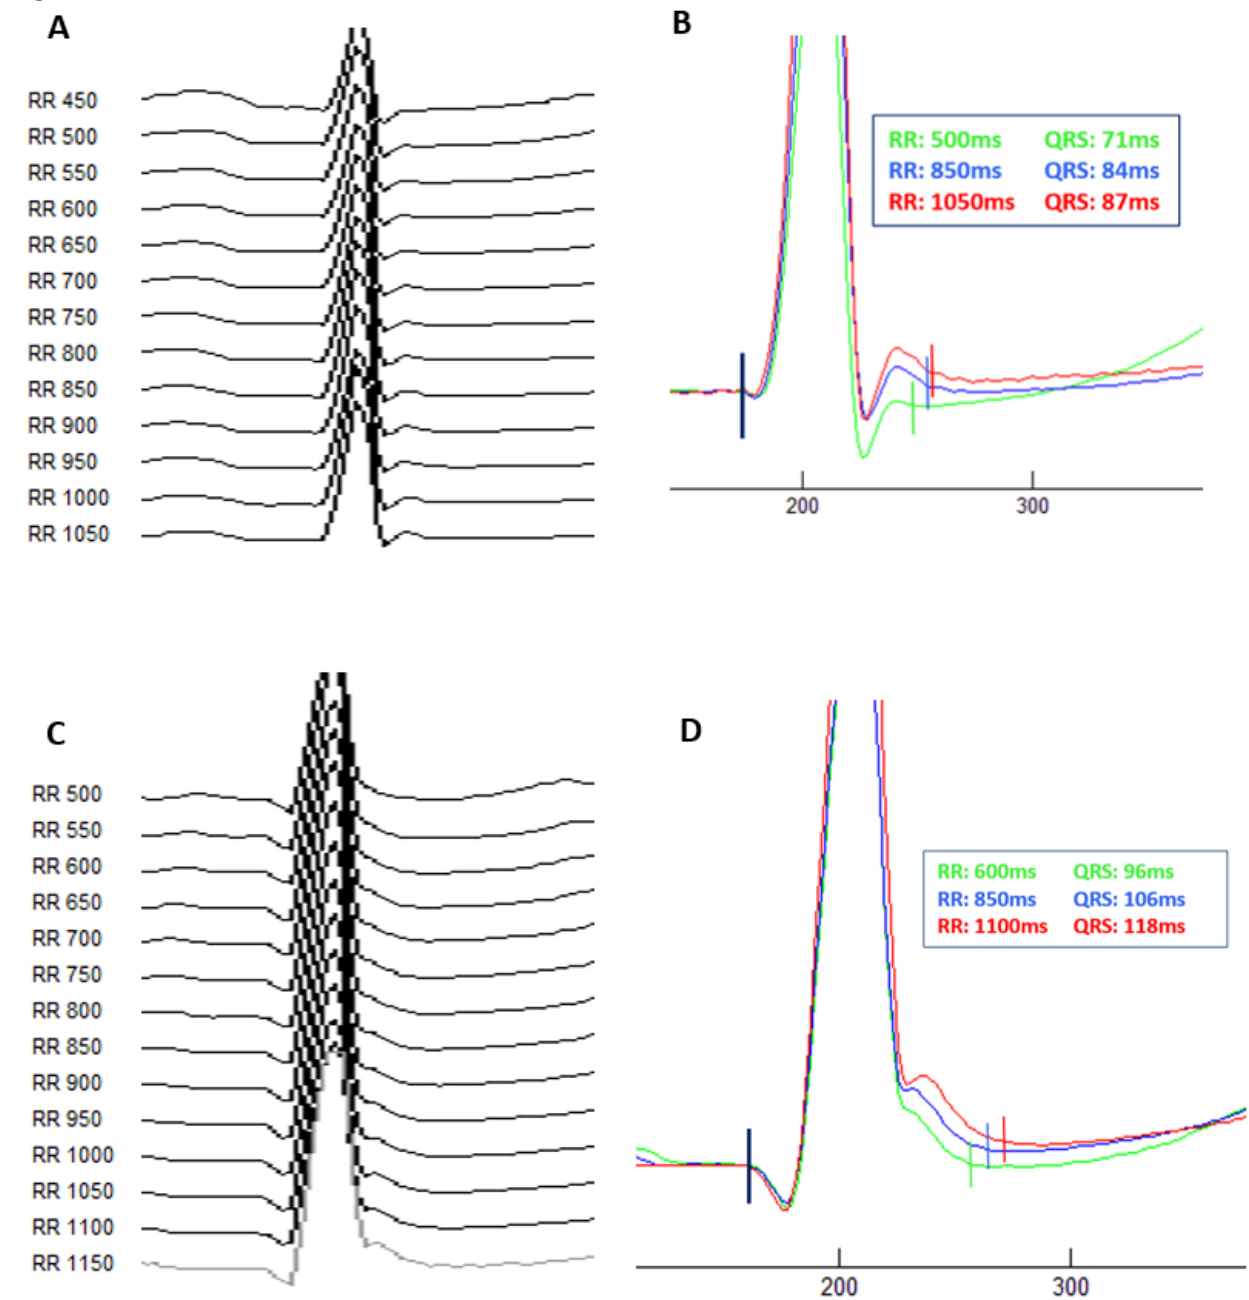 A
RR 450
RR 500
RR 550
RR 600
RR 650
RR 700
RR 750
RR 800
RR 850
RR 900
RR 950
RR 1000
RR 1050
B
RR: 500ms QRS: 71ms
RR: 850ms QRS: 84ms
RR: 1050ms QRS: 87ms
200 300
C
RR 500
RR 550
RR 600
RR 650
RR 700
RR 750
RR 800
RR 850
RR 900
RR 950
RR 1000
RR 1050
RR 1100
RR 1150
D
RR: 600ms QRS: 96ms
RR: 850ms QRS: 106ms
RR: 1100ms QRS: 118ms
200 300